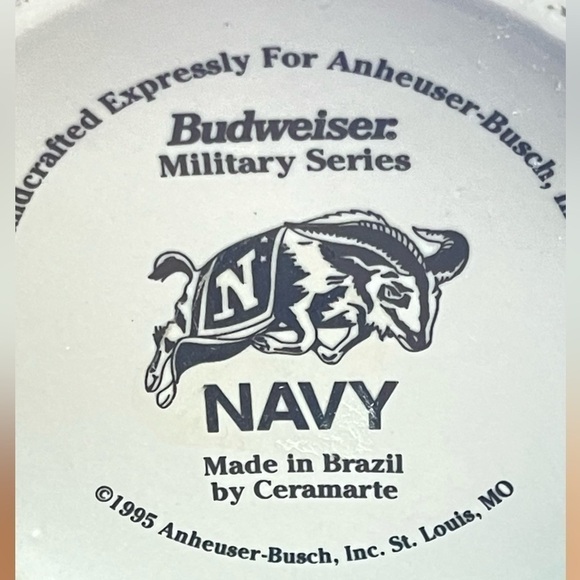 Handcrafted Expressly For Anheuser-Busch,
Budweiser.
Military Series
N
NAVY
Made in Brazil
by Ceramarte
©1995 Anheuser-Busch, Inc. St. Louis, MO